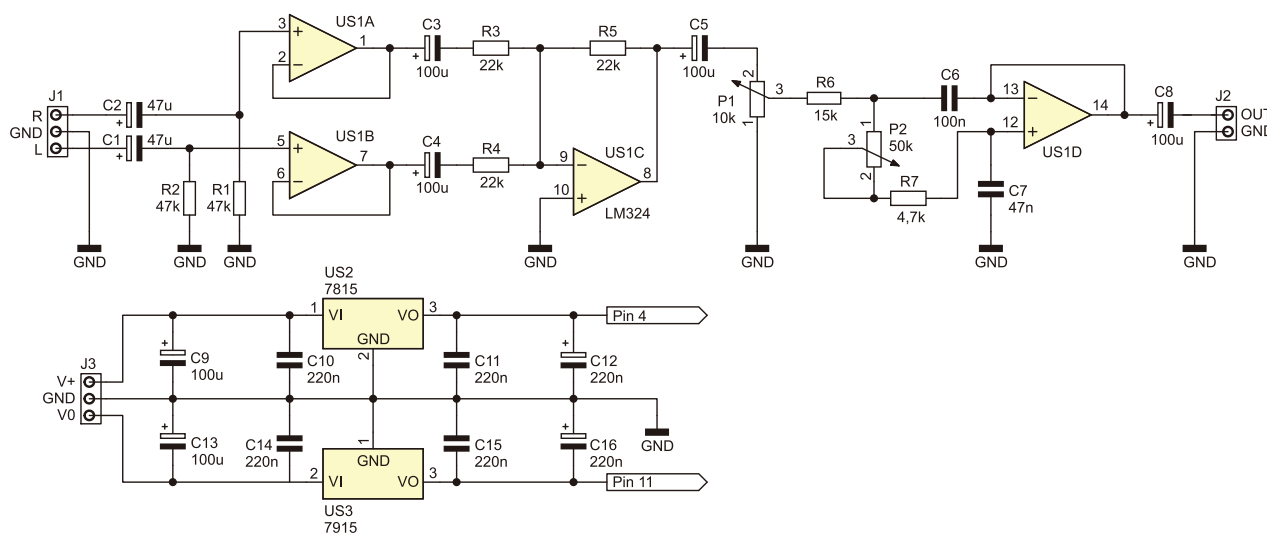 US1A
3
+
1
2
−
C3
+
100u
R3
22k
R5
22k
C5
+
100u
2
P1
10k
3
1
R6
15k
C6
100n
13
−
12
+
14
US1D
C8
+
100u
J2
OUT
GND
J1
R
GND
L
C2
47u
+
C1
47u
+
R2
47k
R1
47k
US1B
5
+
7
6
−
C4
+
100u
R4
22k
9
−
US1C
8
10
+
LM324
1
P2
50k
3
2
R7
4,7k
C7
47n
GND
GND
GND
GND
GND
GND
GND
US2
7815
1
VI
VO
3
GND
2
Pin 4
+
C9
100u
C10
220n
C11
220n
+
C12
220n
J3
V+
GND
V0
GND
+
C13
100u
C14
220n
1
GND
C15
220n
+
C16
220n
2
VI
VO
3
Pin 11
US3
7915